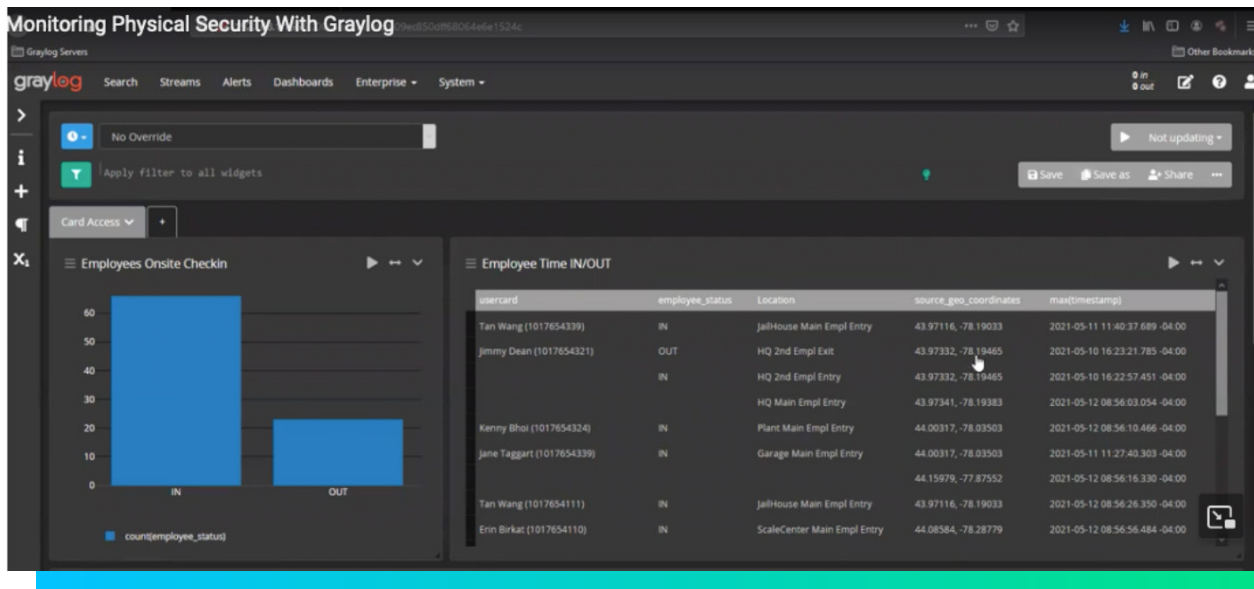 Monitoring Physical Security With Graylog
Graylog Servers
Other Bookmark
graylog Search Streams Alerts Dashboards Enterprise System
0 in
0 out
No Override
Not updating
Apply filter to all widgets
Save Save as Share
Card Access +
Employees Onsite Checkin
60
50
40
30
20
10
0
IN OUT
count(employee_status)
Employee Time IN/OUT
usercard employee_status Location source_geo_coordinates max(timestamp)
Tan Wang (1017654339) IN JailHouse Main Empl Entry 43.97116, -78.19033 2021-05-11 11:40:37.689 -04:00
Jimmy Dean (1017654321) OUT HQ 2nd Empl Exit 43.97332, -78.19465 2021-05-10 16:23:21.785 -04:00
IN HQ 2nd Empl Entry 43.97332, -78.19465 2021-05-10 16:22:57.451 -04:00
HQ Main Empl Entry 43.97341, -78.19383 2021-05-12 08:56:03.054 -04:00
Kenny Bhoi (1017654324) IN Plant Main Empl Entry 44.00317, -78.03503 2021-05-12 08:56:10.466 -04:00
Jane Taggart (1017654339) IN Garage Main Empl Entry 44.00317, -78.03503 2021-05-11 11:27:40.303 -04:00
44.15979, -77.87552 2021-05-12 08:56:16.330 -04:00
Tan Wang (1017654111) IN JailHouse Main Empl Entry 43.97116, -78.19033 2021-05-12 08:56:26.350 -04:00
Erin Birkat (1017654110) IN ScaleCenter Main Empl Entry 44.08584, -78.28779 2021-05-12 08:56:56.484 -04:00